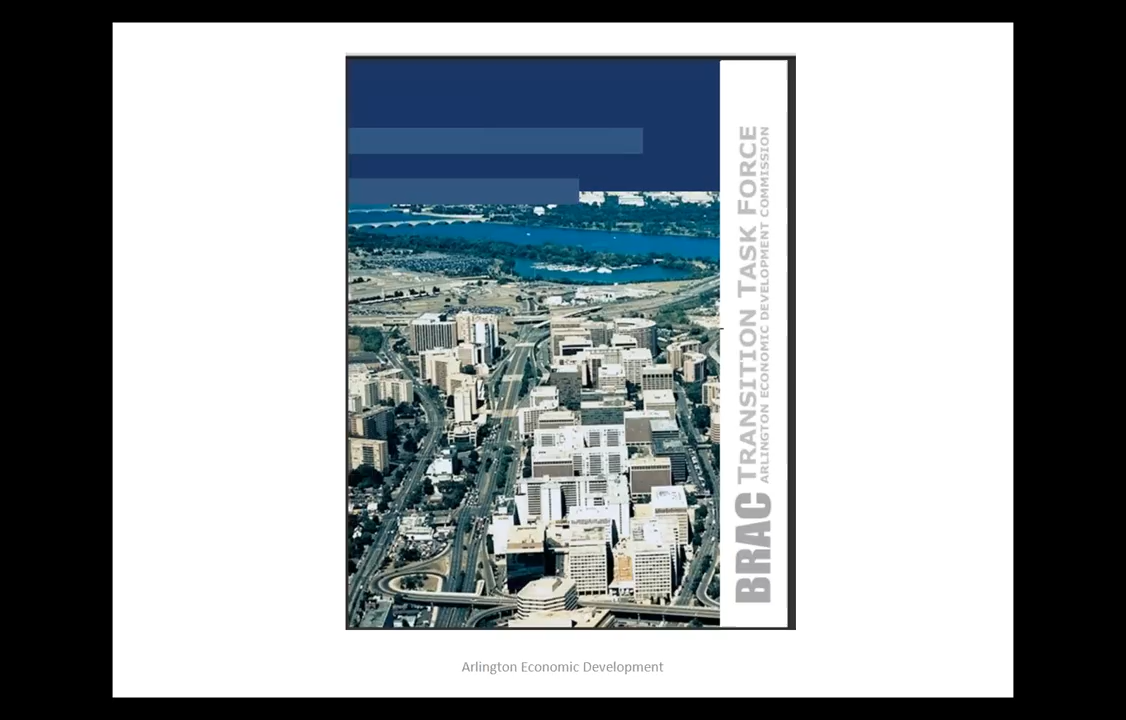 BRAC TRANSITION TASK FORCE
ARLINGTON ECONOMIC DEVELOPMENT COMMISSION
Arlington Economic Development